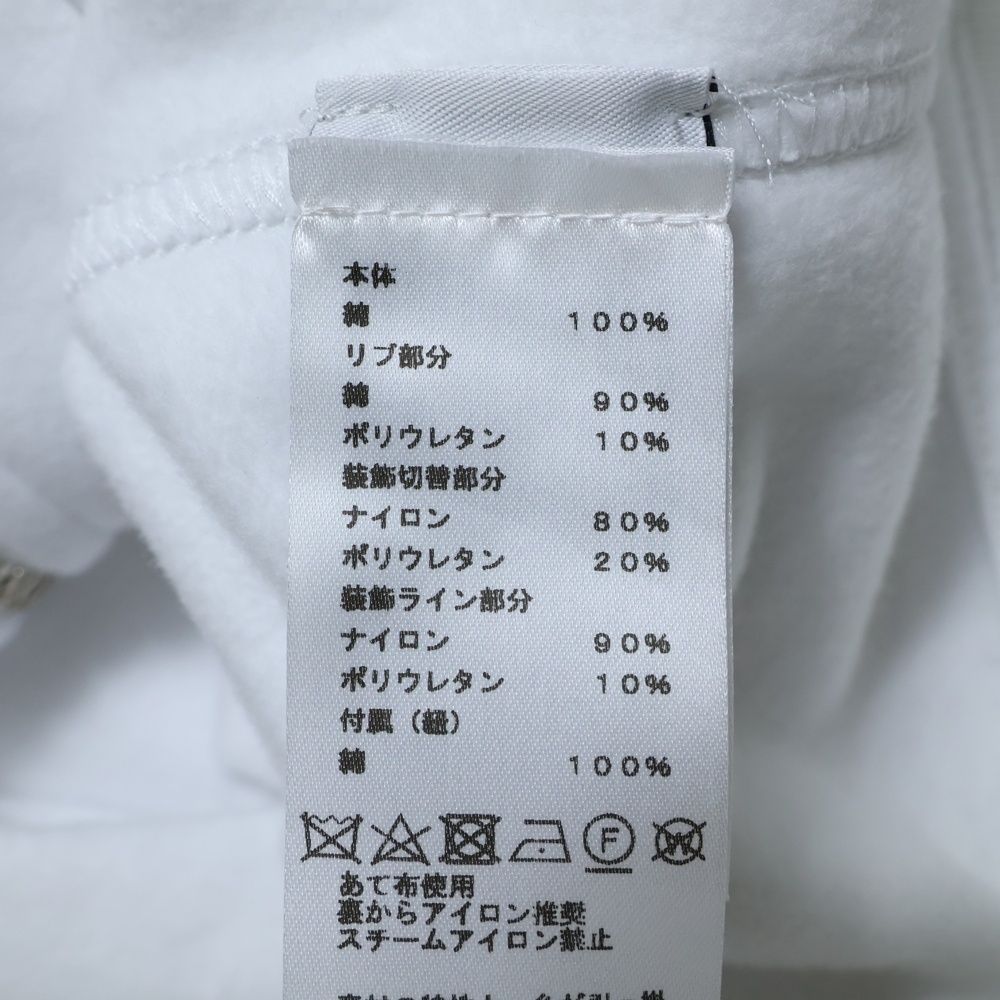 本体
綿 100%
リブ部分
綿 90%
ポリウレタン 10%
装飾切替部分
ナイロン 80%
ポリウレタン 20%
装飾ライン部分
ナイロン 90%
ポリウレタン 10%
付属（紐）
綿 100%
F W
あて布使用
裏からアイロン推奨
スチームアイロン禁止